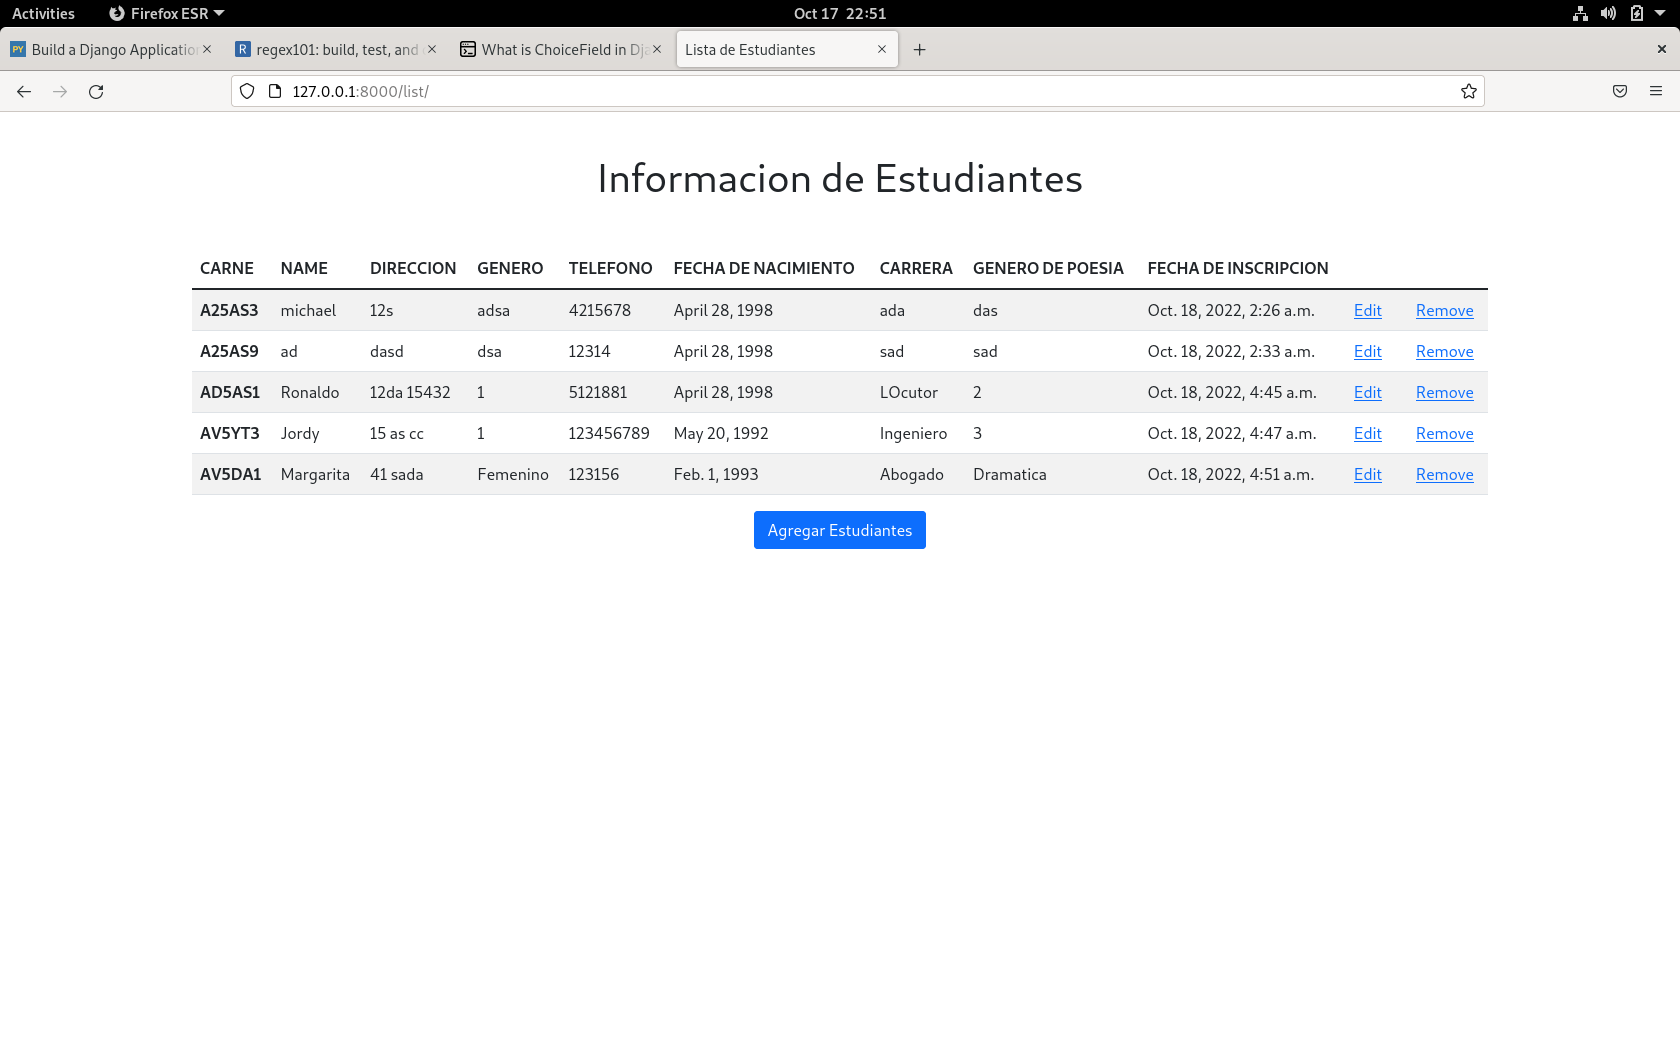 Activities Firefox ESR Oct 17 22:51
Build a Django Applicatio regex101: build, test, and What is ChoiceField in Dja Lista de Estudiantes
127.0.0.1:8000/list/
Informacion de Estudiantes
CARNE NAME DIRECCION GENERO TELEFONO FECHA DE NACIMIENTO CARRERA GENERO DE POESIA FECHA DE INSCRIPCION
A25AS3 michael 12s adsa 4215678 April 28, 1998 ada das Oct. 18, 2022, 2:26 a.m. Edit Remove
A25AS9 ad dasd dsa 12314 April 28, 1998 sad sad Oct. 18, 2022, 2:33 a.m. Edit Remove
AD5AS1 Ronaldo 12da 15432 1 5121881 April 28, 1998 LOcutor 2 Oct. 18, 2022, 4:45 a.m. Edit Remove
AV5YT3 Jordy 15 as cc 1 123456789 May 20, 1992 Ingeniero 3 Oct. 18, 2022, 4:47 a.m. Edit Remove
AV5DA1 Margarita 41 sada Femenino 123156 Feb. 1, 1993 Abogado Dramatica Oct. 18, 2022, 4:51 a.m. Edit Remove
Agregar Estudiantes